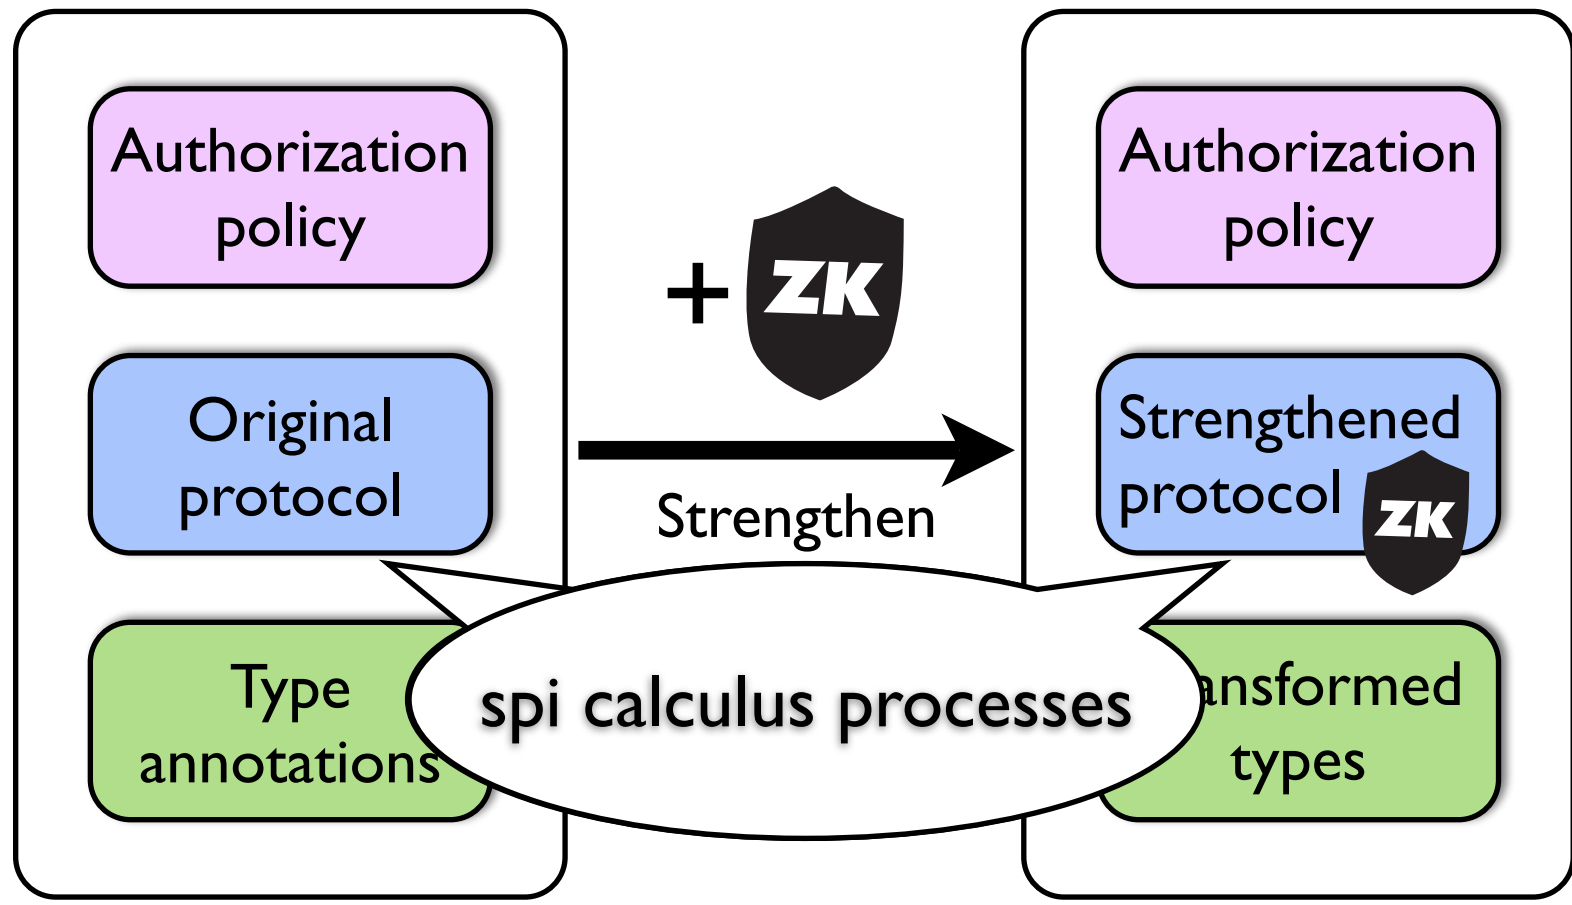 Authorization
policy
Original
protocol
Type
annotations
+
ZK
Strengthen
spi calculus processes
Authorization
policy
Strengthened
protocol
ZK
ansformed
types